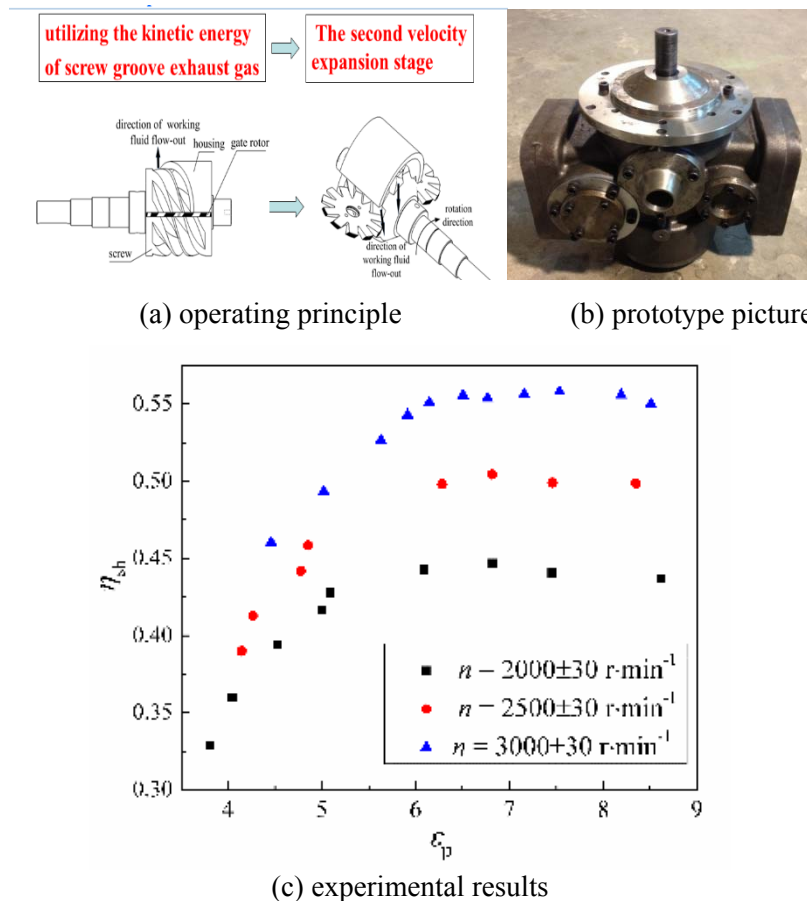 utilizing the kinetic energy
of screw groove exhaust gas
The second velocity
expansion stage
direction of working
fluid flow-out
housing
gate rotor
screw
rotation
direction
direction of
working fluid
flow-out
(a) operating principle
(b) prototype picture
0.55
0.50
0.45
0.40
0.35
0.30
η_sh
n = 2000±30 r·min⁻¹
n = 2500±30 r·min⁻¹
n = 3000±30 r·min⁻¹
4 5 6 7 8 9
ε_p
(c) experimental results